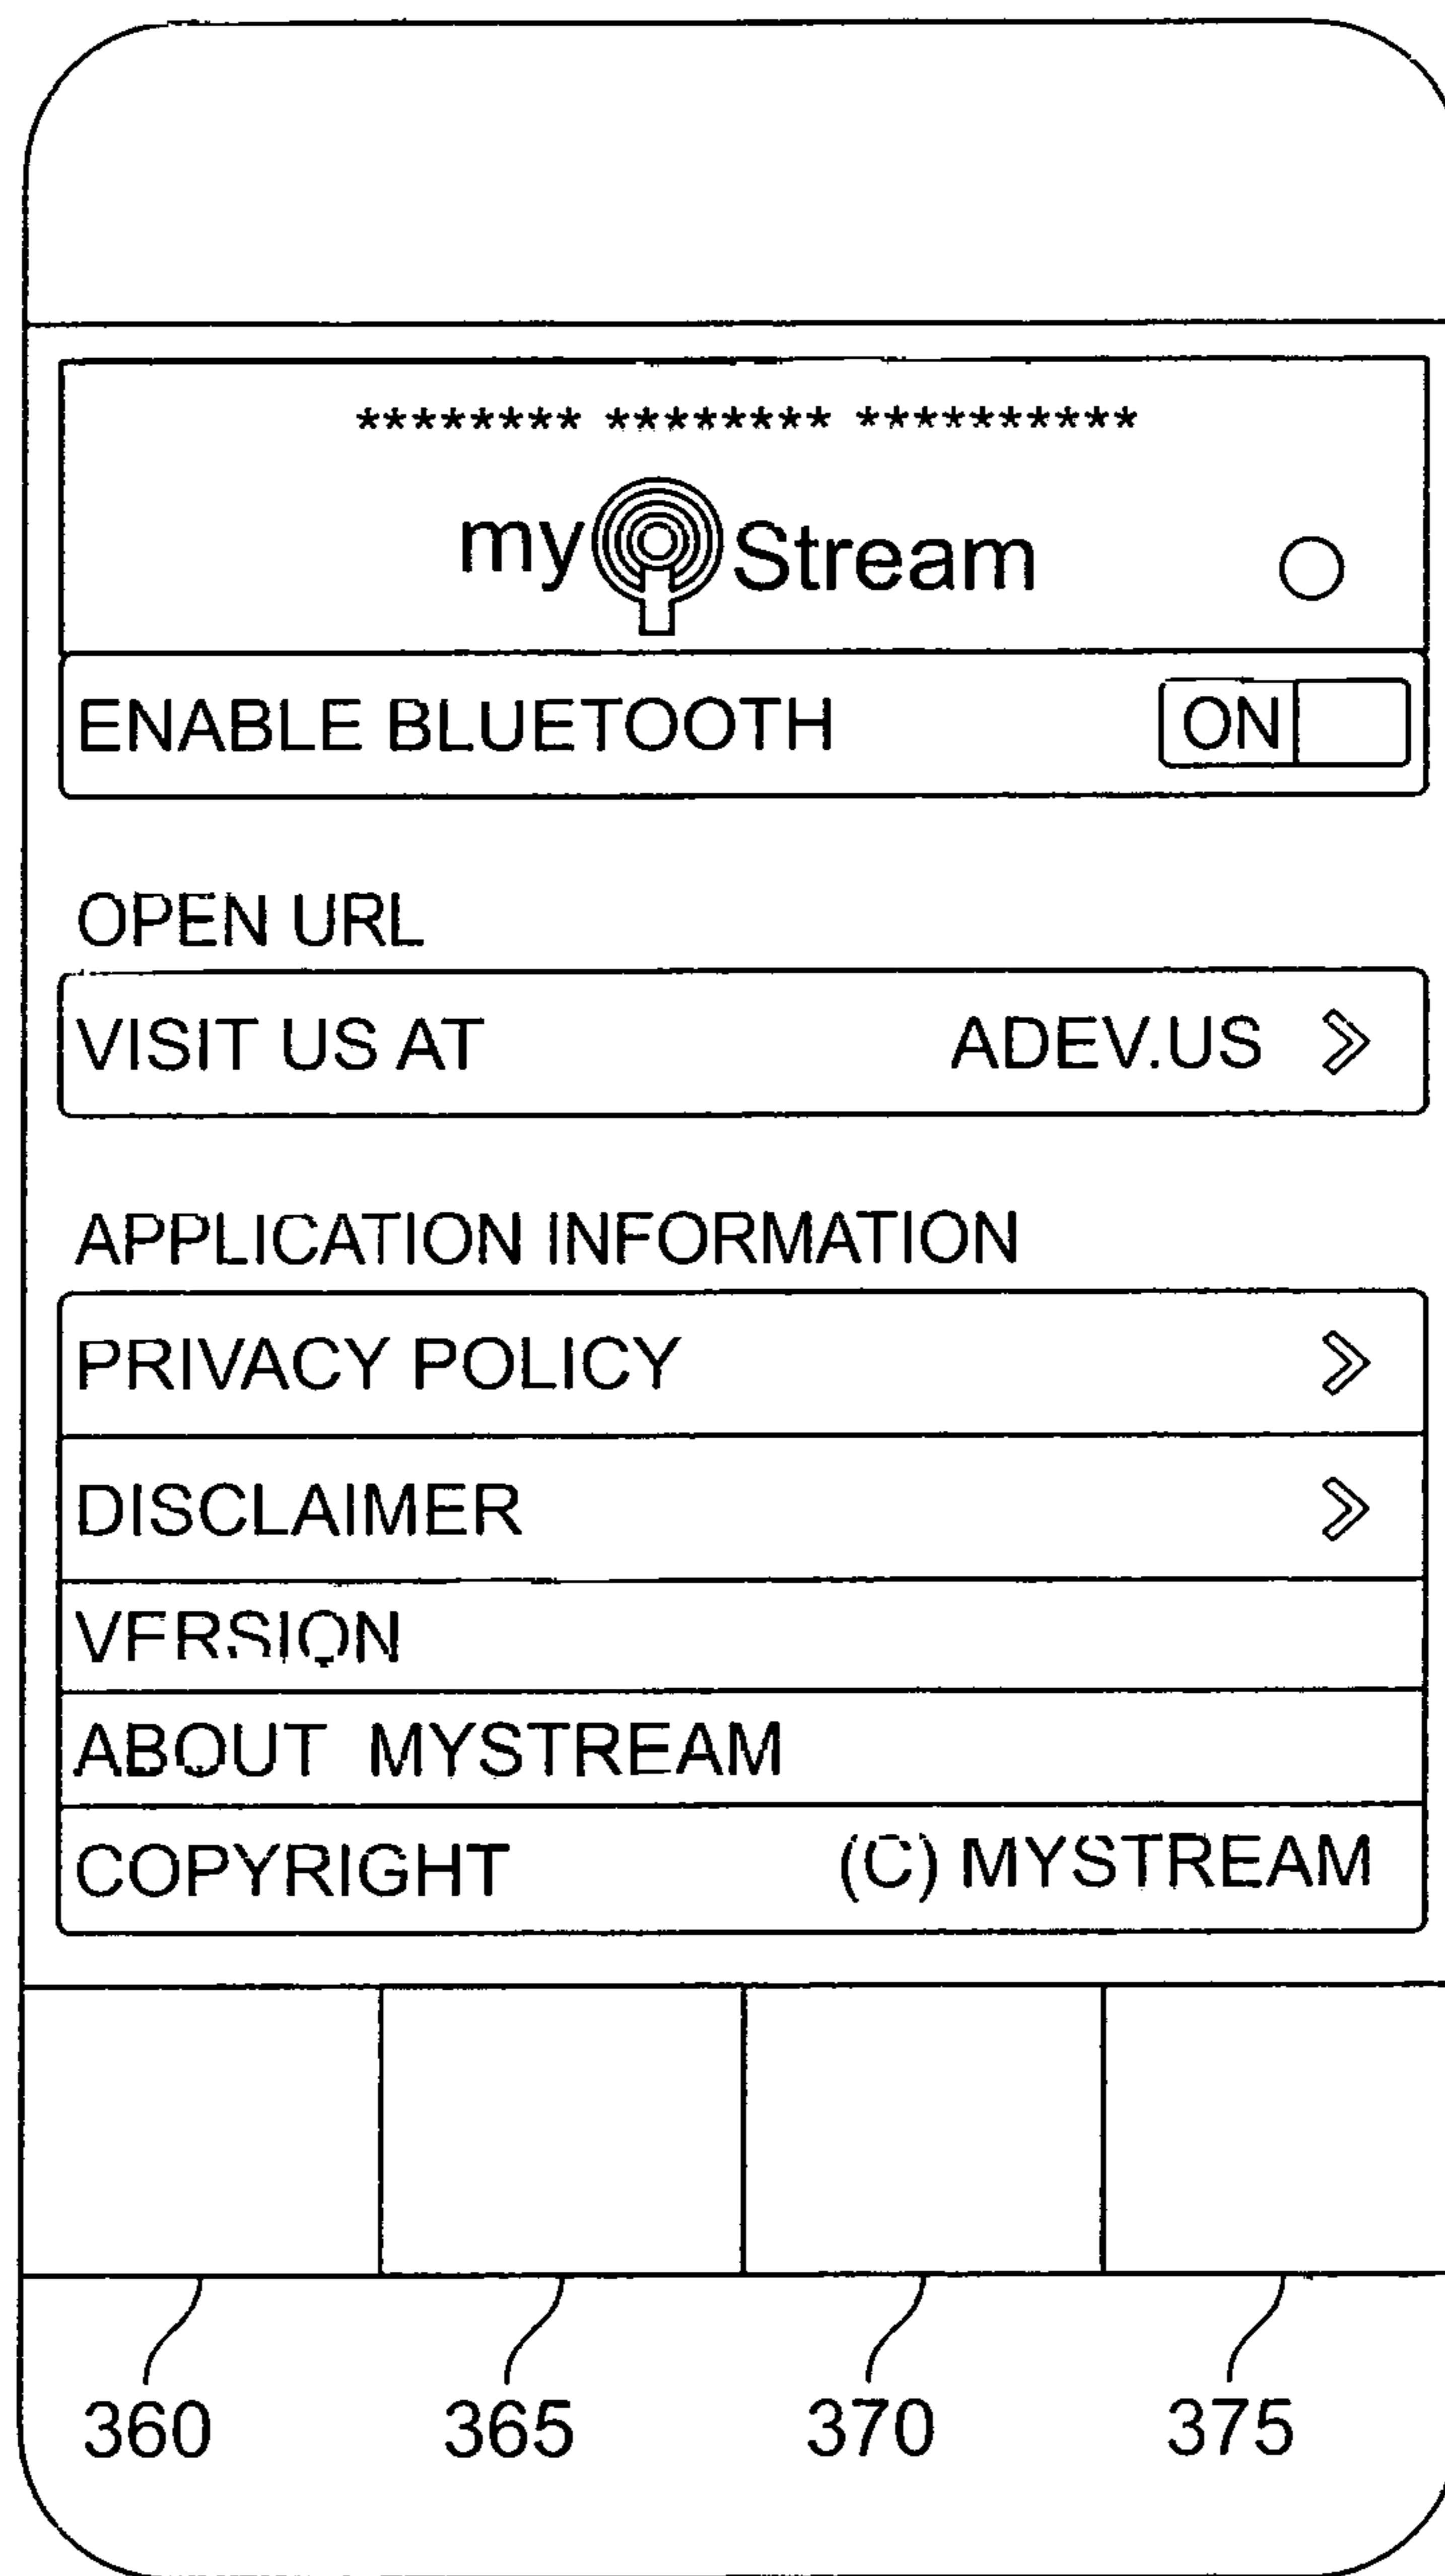 ******** ******** **********
my Stream
ENABLE BLUETOOTH ON
OPEN URL
VISIT US AT ADEV.US
APPLICATION INFORMATION
PRIVACY POLICY
DISCLAIMER
VERSION
ABOUT MYSTREAM
COPYRIGHT (C) MYSTREAM
360 365 370 375